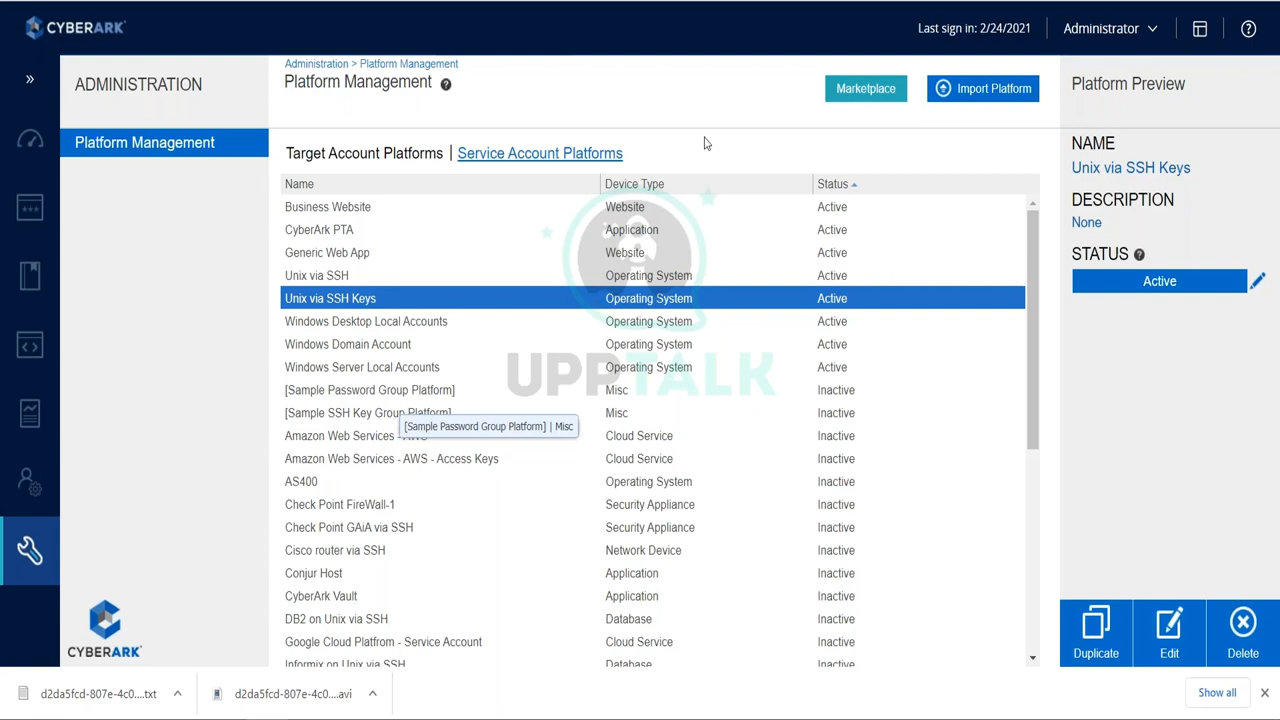 CYBERARK
Last sign in: 2/24/2021
Administrator
ADMINISTRATION
Platform Management
Administration > Platform Management
Platform Management
Marketplace
Import Platform
Target Account Platforms | Service Account Platforms
Name Device Type Status
Business Website Website Active
CyberArk PTA Application Active
Generic Web App Website Active
Unix via SSH Operating System Active
Unix via SSH Keys Operating System Active
Windows Desktop Local Accounts Operating System Active
Windows Domain Account Operating System Active
Windows Server Local Accounts Operating System Active
[Sample Password Group Platform] Misc Inactive
[Sample SSH Key Group Platform] Misc Inactive
[Sample Password Group Platform] | Misc
Amazon Web Services - AWS Cloud Service Inactive
Amazon Web Services - AWS - Access Keys Cloud Service Inactive
AS400 Operating System Inactive
Check Point FireWall-1 Security Appliance Inactive
Check Point GAiA via SSH Security Appliance Inactive
Cisco router via SSH Network Device Inactive
Conjur Host Application Inactive
CyberArk Vault Application Inactive
DB2 on Unix via SSH Database Inactive
Google Cloud Platfrom - Service Account Cloud Service Inactive
Informix on Unix via SSH Database Inactive
UPPTALK
Platform Preview
NAME
Unix via SSH Keys
DESCRIPTION
None
STATUS
Active
Duplicate
Edit
Delete
CYBERARK
d2da5fcd-807e-4c0....txt
d2da5fcd-807e-4c0....avi
Show all